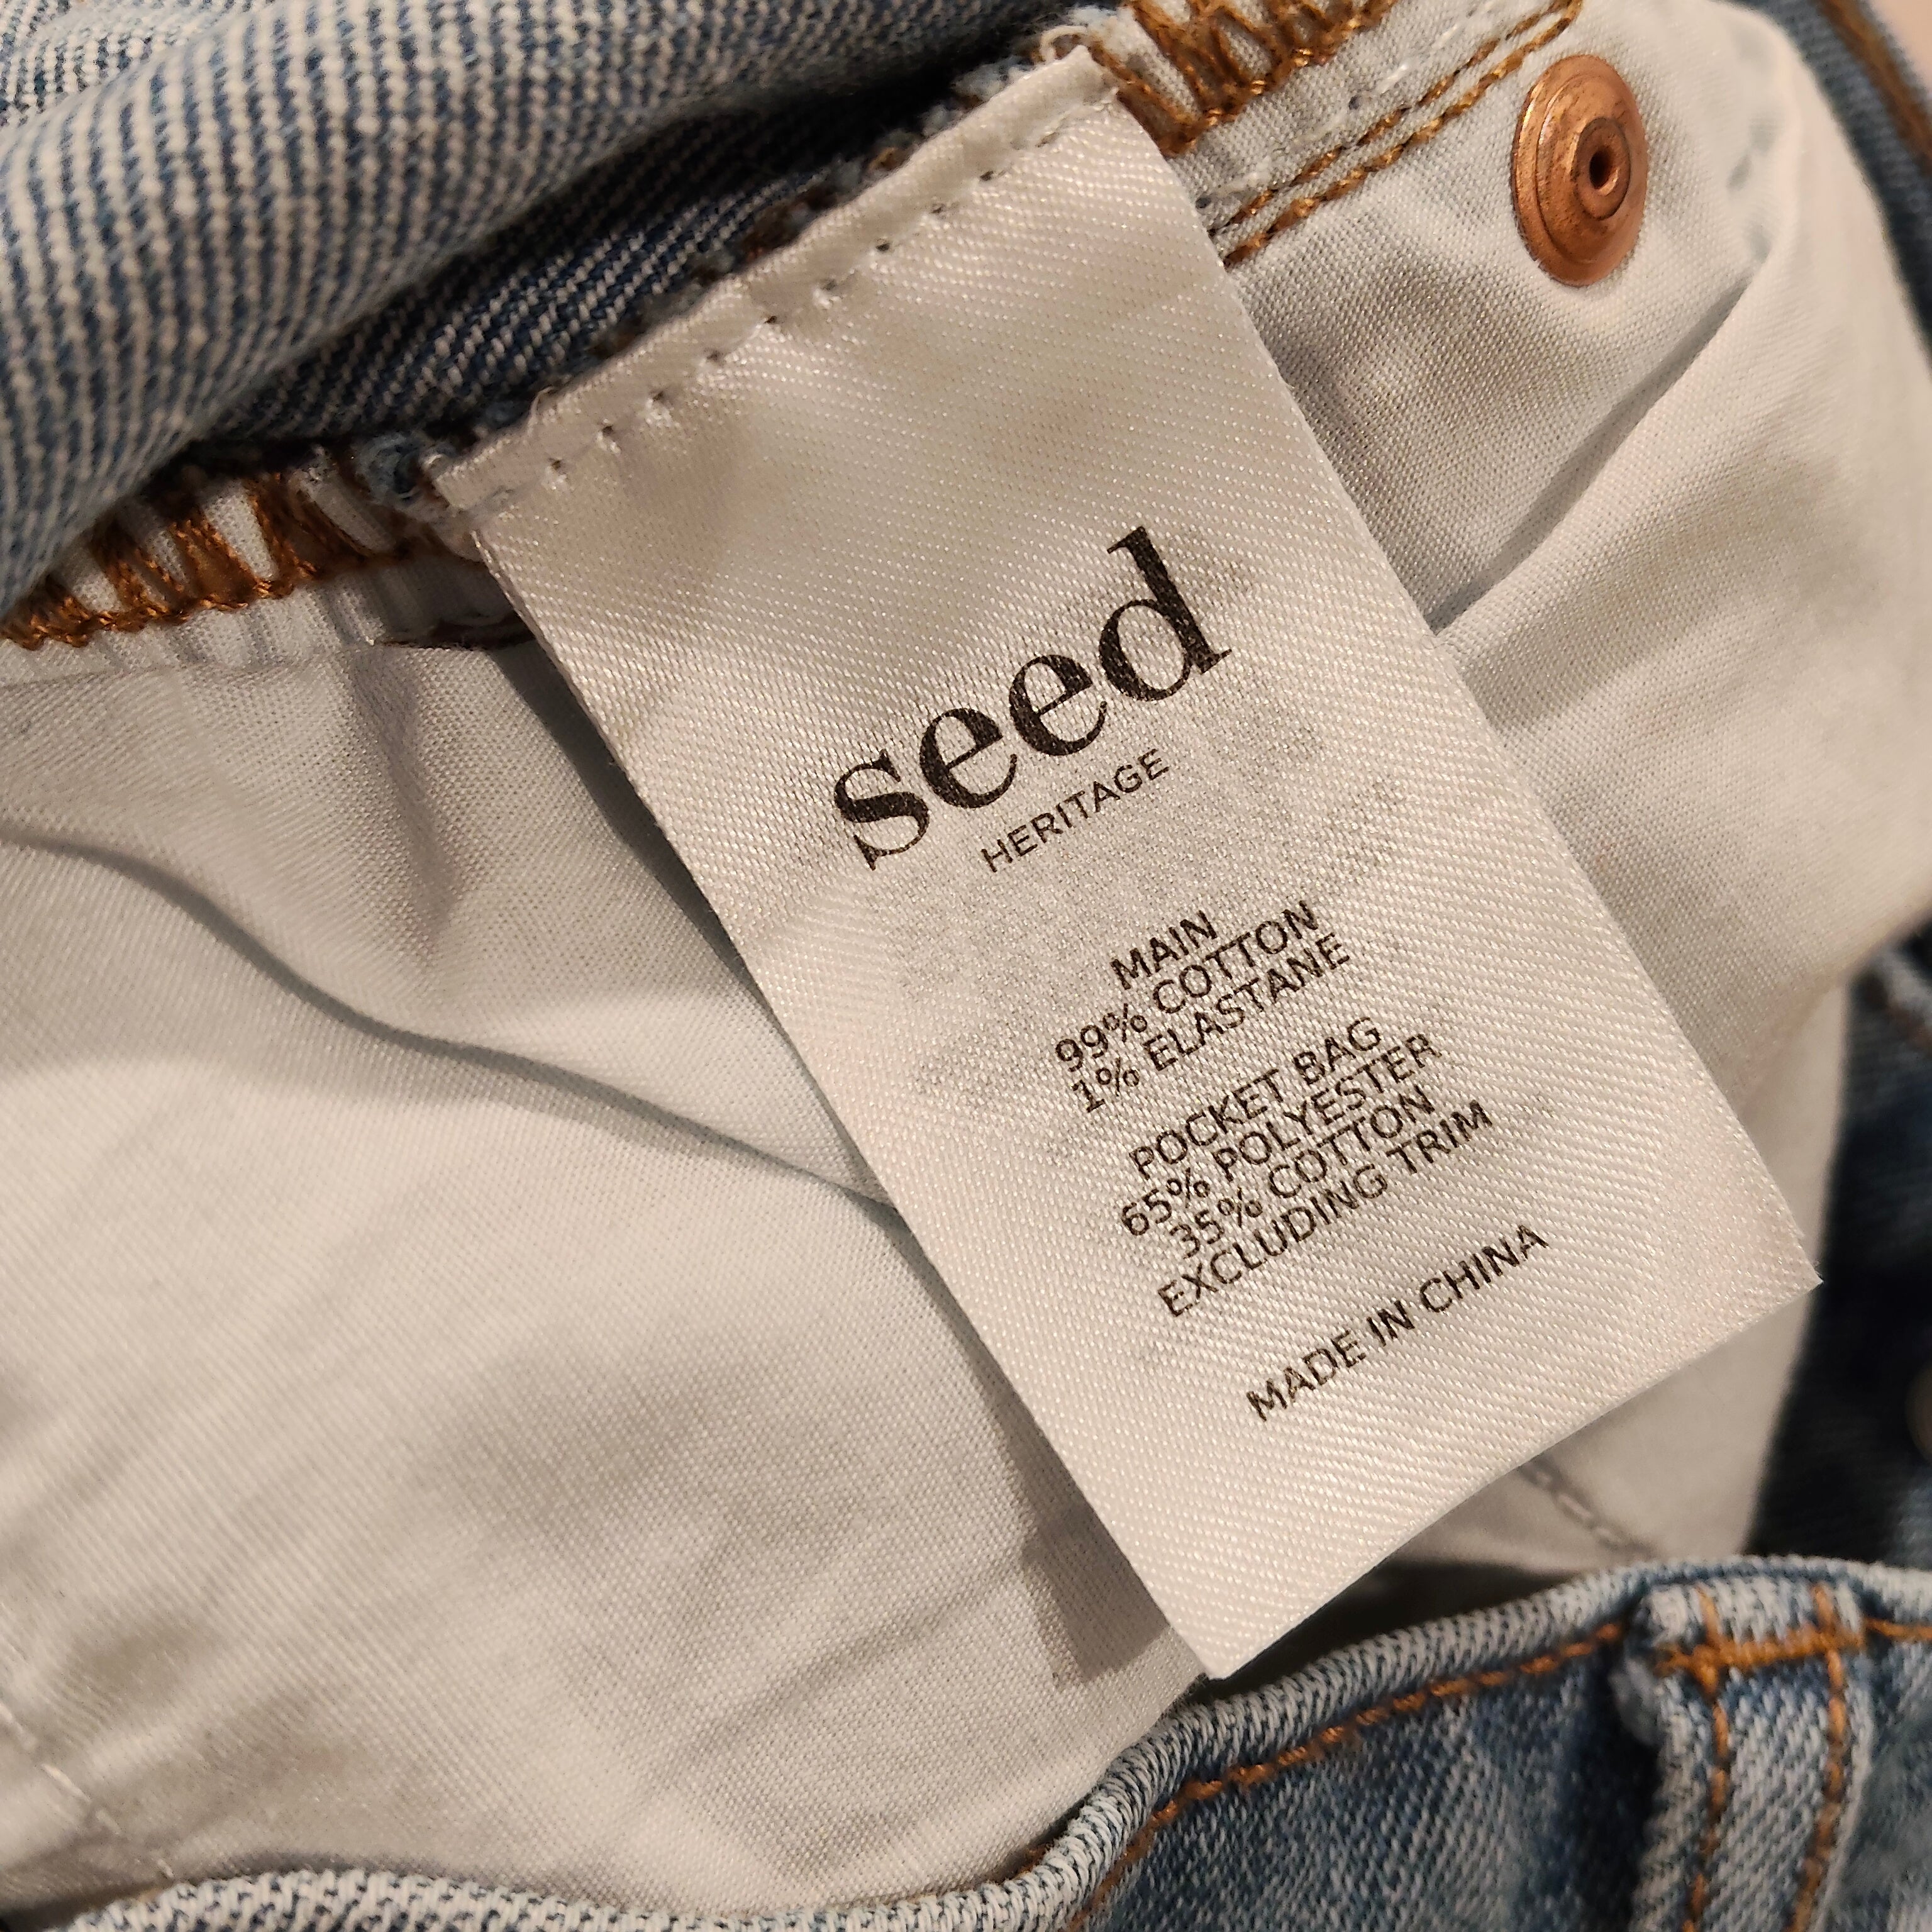 seed
HERITAGE
MAIN
99% COTTON
1% ELASTANE
POCKET BAG
65% POLYESTER
35% COTTON
EXCLUDING TRIM
MADE IN CHINA